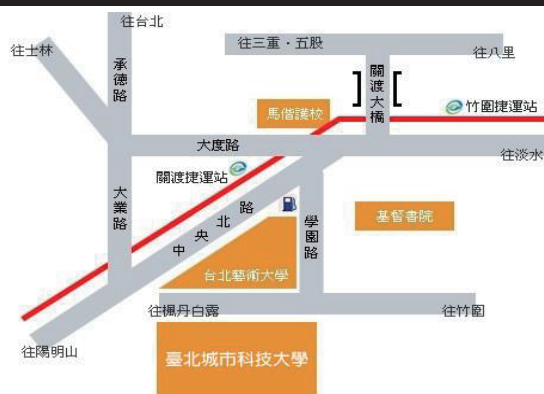 往台北
往士林
往三重．五股
往八里
承德路
關渡大橋
竹圍捷運站
馬偕護校
大度路
往淡水
關渡捷運站
大業路
中央北路
學園路
基督書院
台北藝術大學
往楓丹白露
往竹圍
往陽明山
臺北城市科技大學